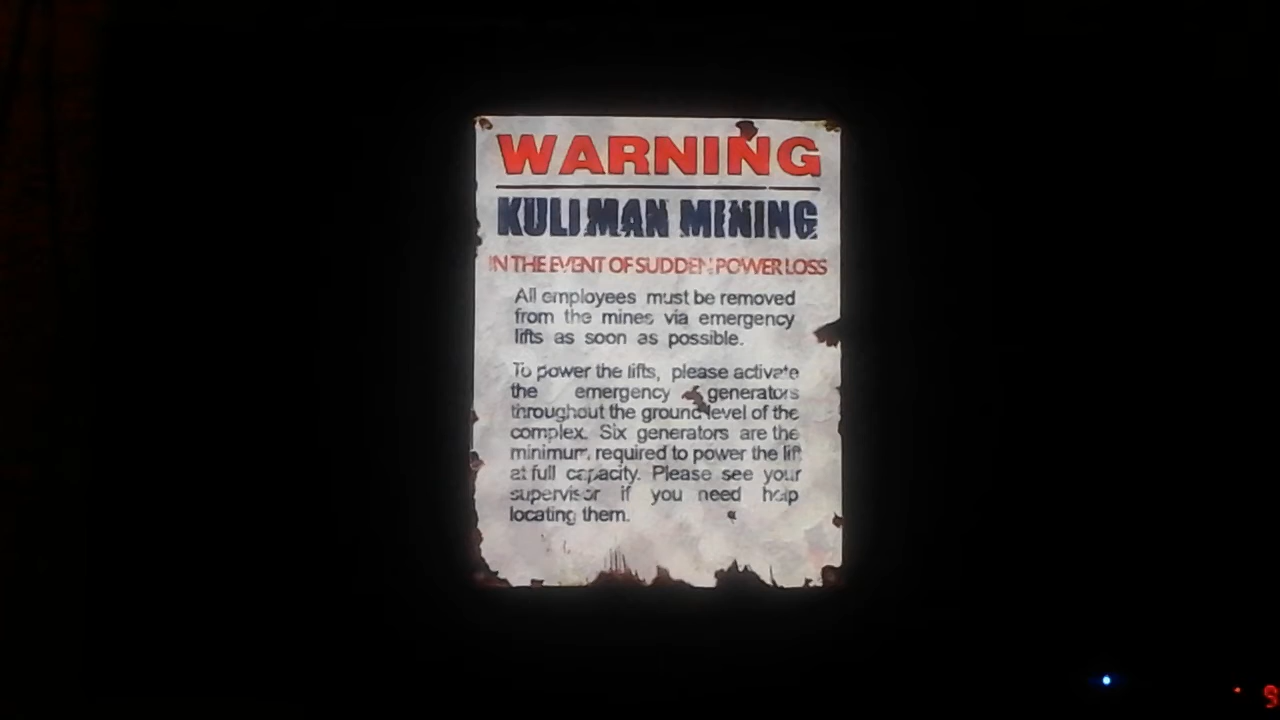 WARNING
KULLMAN MINING
IN THE EVENT OF SUDDEN POWER LOSS
All employees must be removed
from the mines via emergency
lifts as soon as possible.
To power the lifts, please activate
the emergency generators
throughout the ground level of the
complex. Six generators are the
minimum required to power the lift
at full capacity. Please see your
supervisor if you need help
locating them.